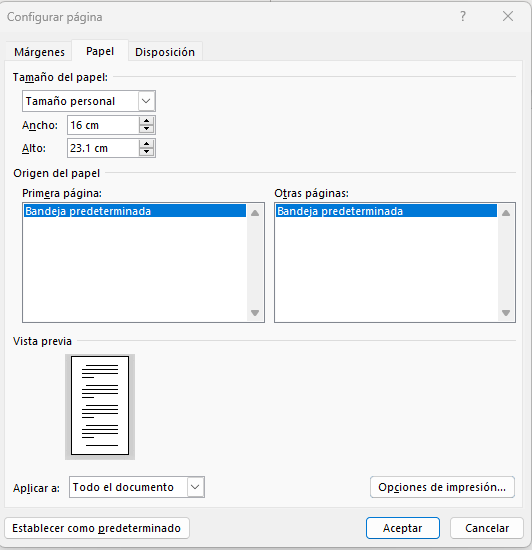 Configurar página
Márgenes Papel Disposición
Tamaño del papel:
Tamaño personal
Ancho: 16 cm
Alto: 23.1 cm
Origen del papel
Primera página: Otras páginas:
Bandeja predeterminada Bandeja predeterminada
Vista previa
Aplicar a: Todo el documento Opciones de impresión...
Establecer como predeterminado Aceptar Cancelar